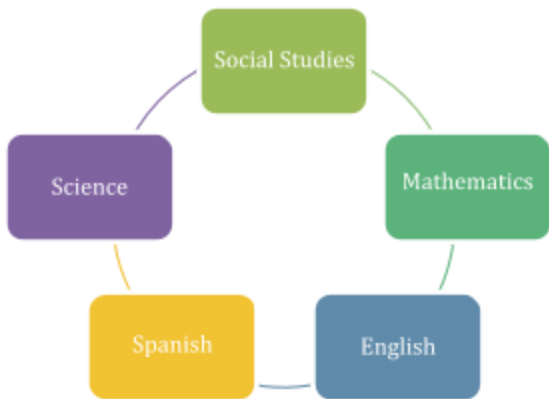 Social Studies
Mathematics
English
Spanish
Science